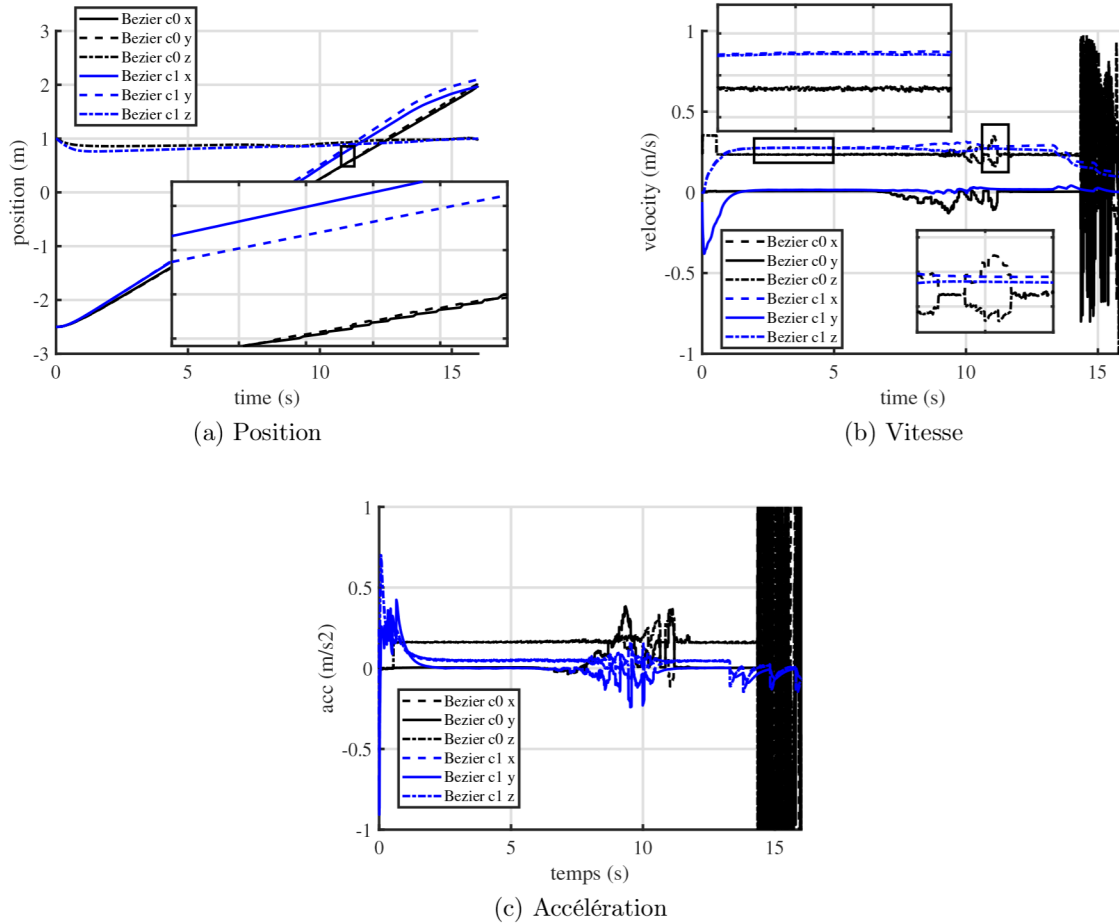 3
2
1
0
-1
-2
-3
position (m)
Bezier c0 x
Bezier c0 y
Bezier c0 z
Bezier c1 x
Bezier c1 y
Bezier c1 z
0
5
10
15
time (s)
(a) Position
1
0.5
0
-0.5
-1
velocity (m/s)
Bezier c0 x
Bezier c0 y
Bezier c0 z
Bezier c1 x
Bezier c1 y
Bezier c1 z
0
5
10
15
time (s)
(b) Vitesse
1
0.5
0
-0.5
-1
acc (m/s2)
Bezier c0 x
Bezier c0 y
Bezier c0 z
Bezier c1 x
Bezier c1 y
Bezier c1 z
0
5
10
15
temps (s)
(c) Accélération